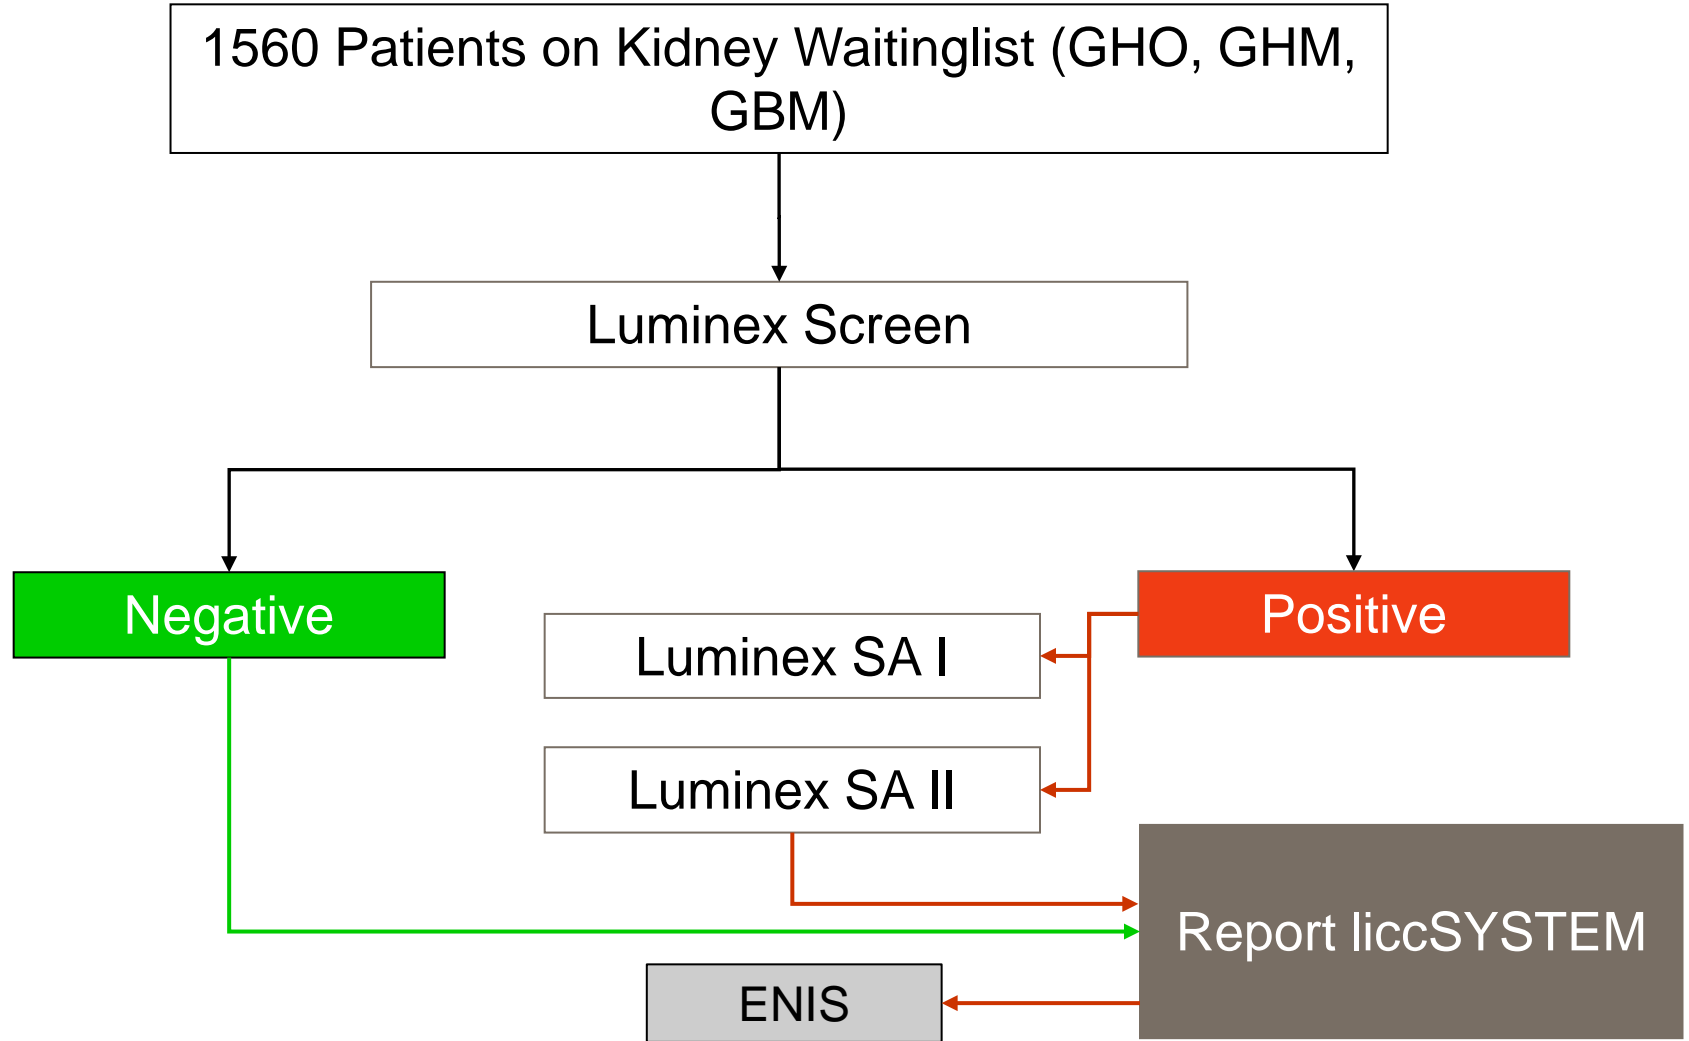 1560 Patients on Kidney Waitinglist (GHO, GHM,
GBM)
Luminex Screen
Negative
Positive
Luminex SA I
Luminex SA II
Report liccSYSTEM
ENIS